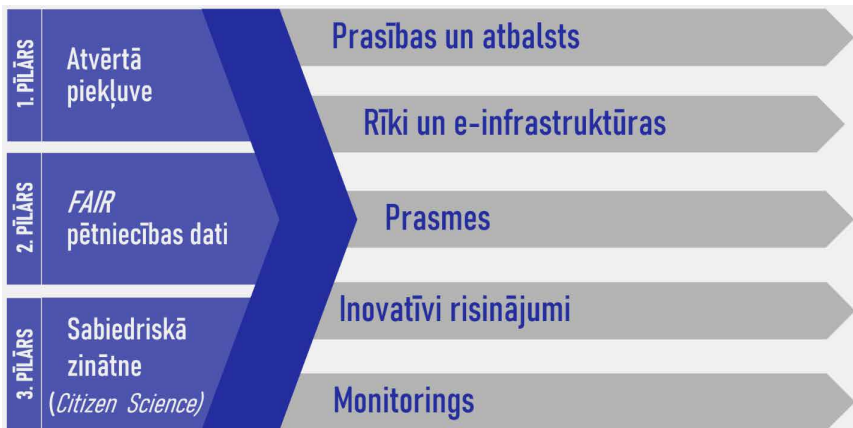 1. PĪLĀRS
Atvērtā
piekļuve
2. PĪLĀRS
FAIR
pētniecības dati
3. PĪLĀRS
Sabiedriskā
zinātne
(Citizen Science)
Prasības un atbalsts
Rīki un e-infrastruktūras
Prasmes
Inovatīvi risinājumi
Monitorings